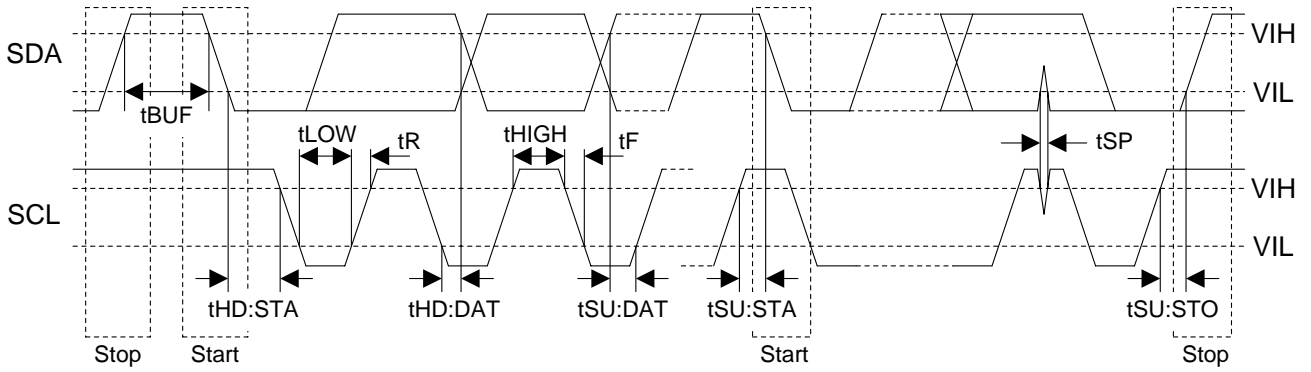 SDA
VIH
VIL
tBUF
tLOW
tR
tHIGH
tF
tSP
SCL
VIH
VIL
tHD:STA
tHD:DAT
tSU:DAT
tSU:STA
tSU:STO
Stop
Start
Start
Stop